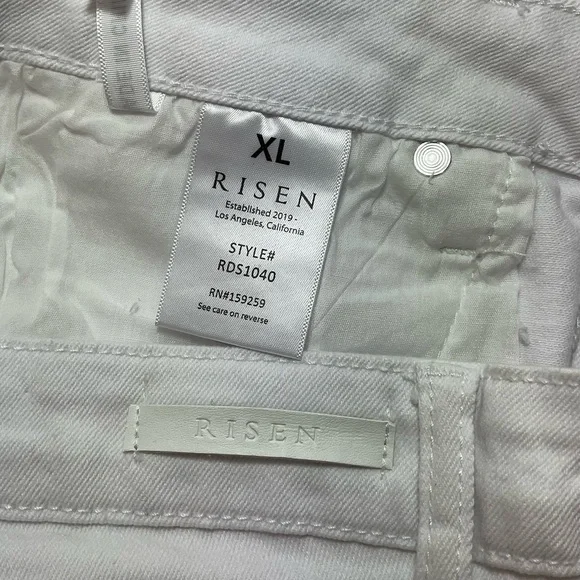 XL
RISEN
Established 2019 -
Los Angeles, California
STYLE#
RDS1040
RN#159259
See care on reverse
RISEN